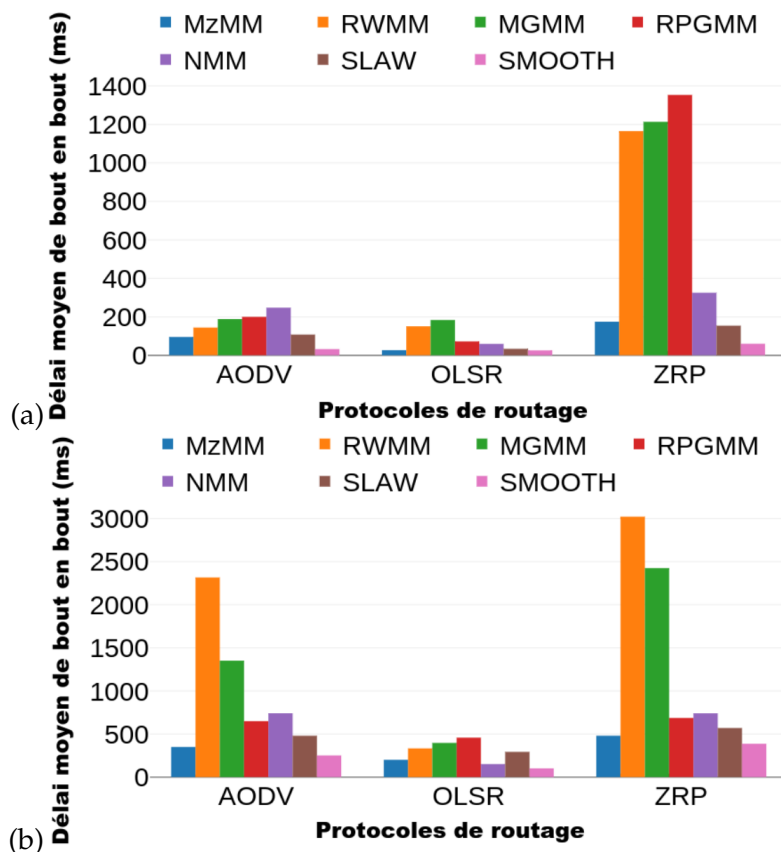 Délai moyen de bout en bout (ms)
MzMM RWMM MGMM RPGMM
NMM SLAW SMOOTH
1400
1200
1000
800
600
400
200
0
AODV OLSR ZRP
Protocoles de routage
(a)
Délai moyen de bout en bout (ms)
MzMM RWMM MGMM RPGMM
NMM SLAW SMOOTH
3000
2500
2000
1500
1000
500
0
AODV OLSR ZRP
Protocoles de routage
(b)